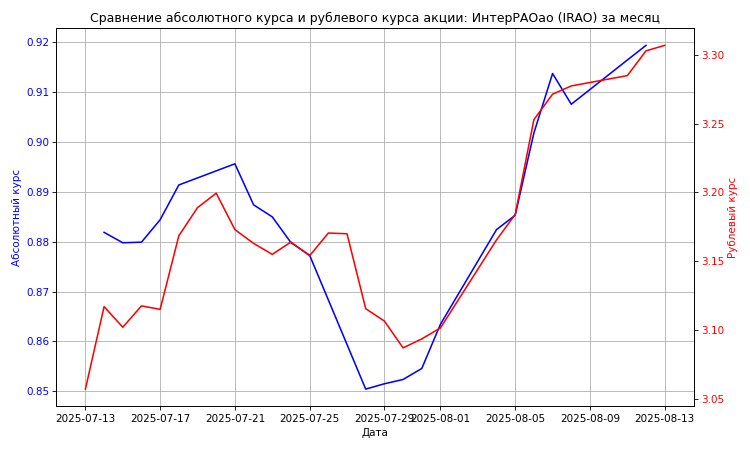 Сравнение абсолютного курса и рублевого курса акции: ИнтерРАОао (IRAO) за месяц
0.92
0.91
0.90
0.89
0.88
0.87
0.86
0.85
Абсолютный курс
3.30
3.25
3.20
3.15
3.10
3.05
Рублевый курс
2025-07-13 2025-07-17 2025-07-21 2025-07-25 2025-07-29 2025-08-01 2025-08-05 2025-08-09 2025-08-13
Дата